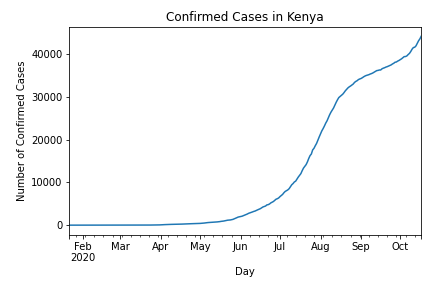 Confirmed Cases in Kenya
Number of Confirmed Cases
40000
30000
20000
10000
0
Feb Mar Apr May Jun Jul Aug Sep Oct
2020
Day